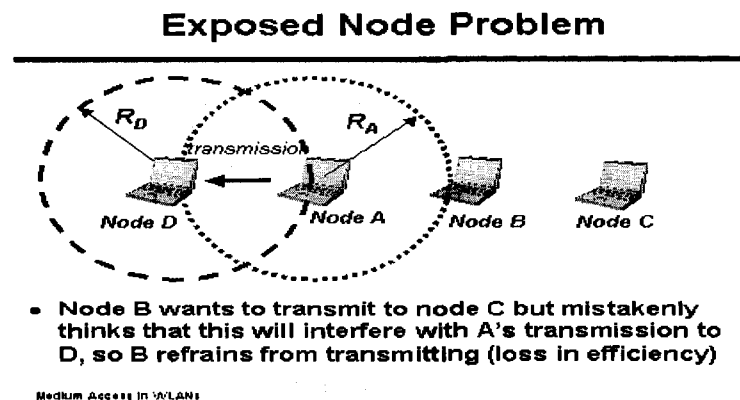 Exposed Node Problem
R_D
R_A
transmission
Node D
Node A
Node B
Node C
• Node B wants to transmit to node C but mistakenly
thinks that this will interfere with A's transmission to
D, so B refrains from transmitting (loss in efficiency)
Medium Access in WLANs